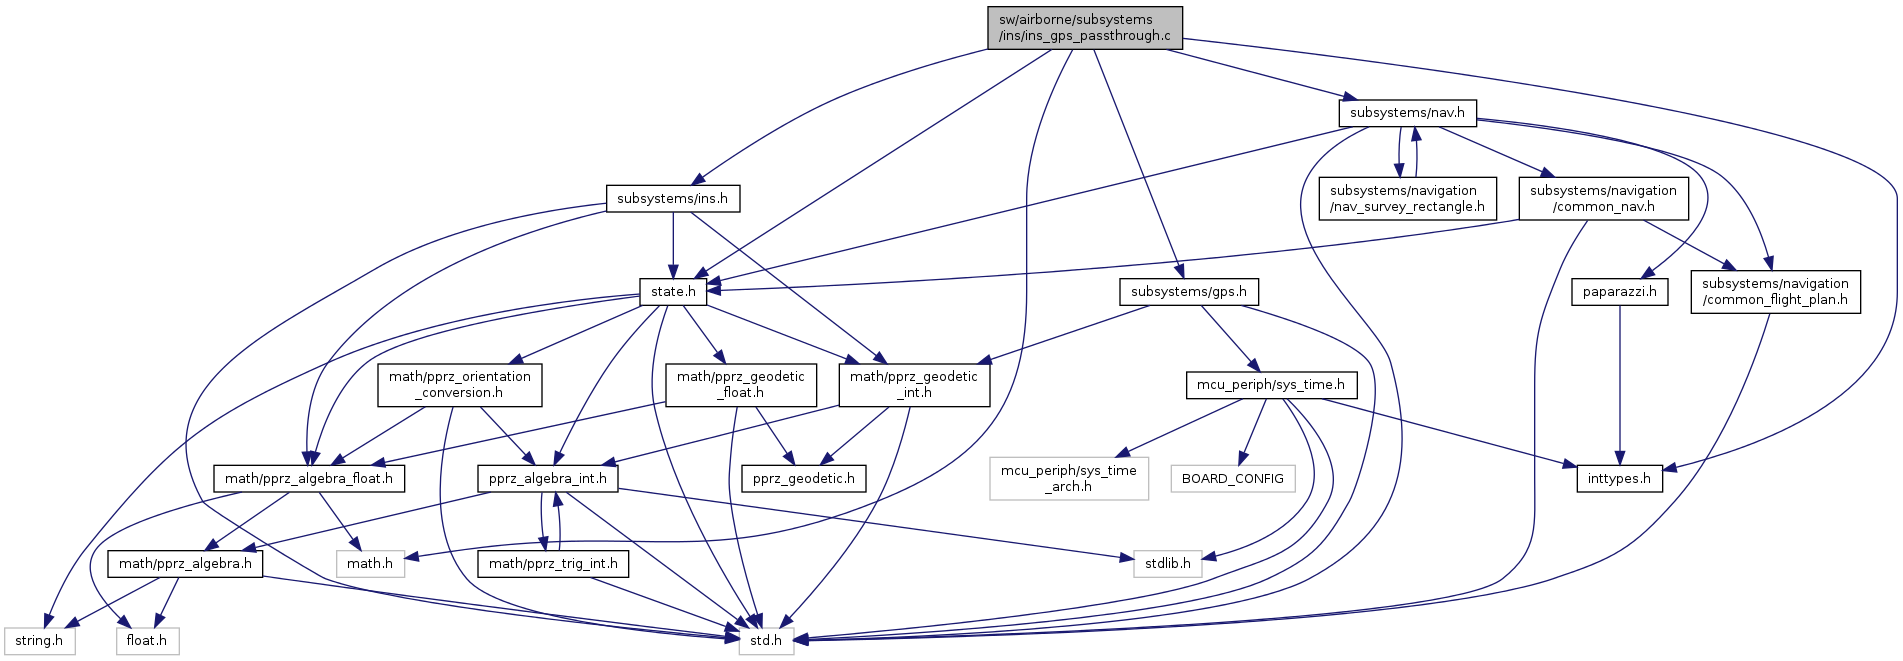 sw/airborne/subsystems
/ins/ins_gps_passthrough.c
subsystems/nav.h
subsystems/ins.h
subsystems/navigation
/nav_survey_rectangle.h
subsystems/navigation
/common_nav.h
state.h
subsystems/gps.h
paparazzi.h
subsystems/navigation
/common_flight_plan.h
math/pprz_orientation
_conversion.h
math/pprz_geodetic
_float.h
math/pprz_geodetic
_int.h
mcu_periph/sys_time.h
math/pprz_algebra_float.h
pprz_algebra_int.h
pprz_geodetic.h
mcu_periph/sys_time
_arch.h
BOARD_CONFIG
inttypes.h
math/pprz_algebra.h
math.h
math/pprz_trig_int.h
stdlib.h
string.h
float.h
std.h